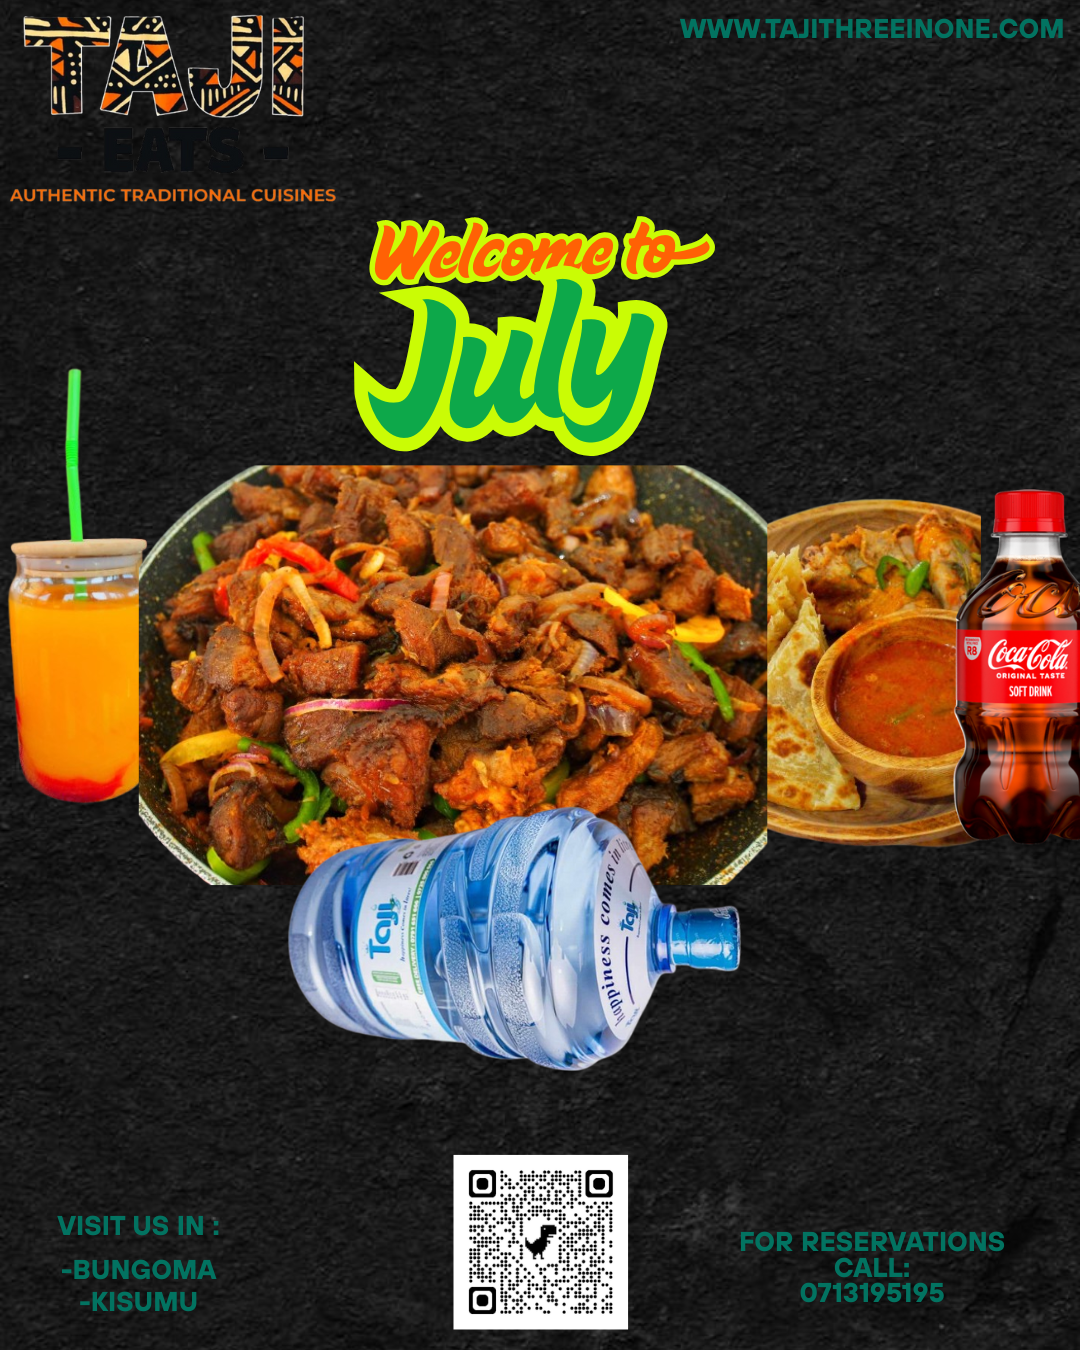 TAJI
- EATS -
AUTHENTIC TRADITIONAL CUISINES
WWW.TAJITHREEINONE.COM
Welcome to
July
Coca-Cola
ORIGINAL TASTE
SOFT DRINK
R8
Taji
happiness comes in
Taji
VISIT US IN :
-BUNGOMA
-KISUMU
FOR RESERVATIONS
CALL:
0713195195